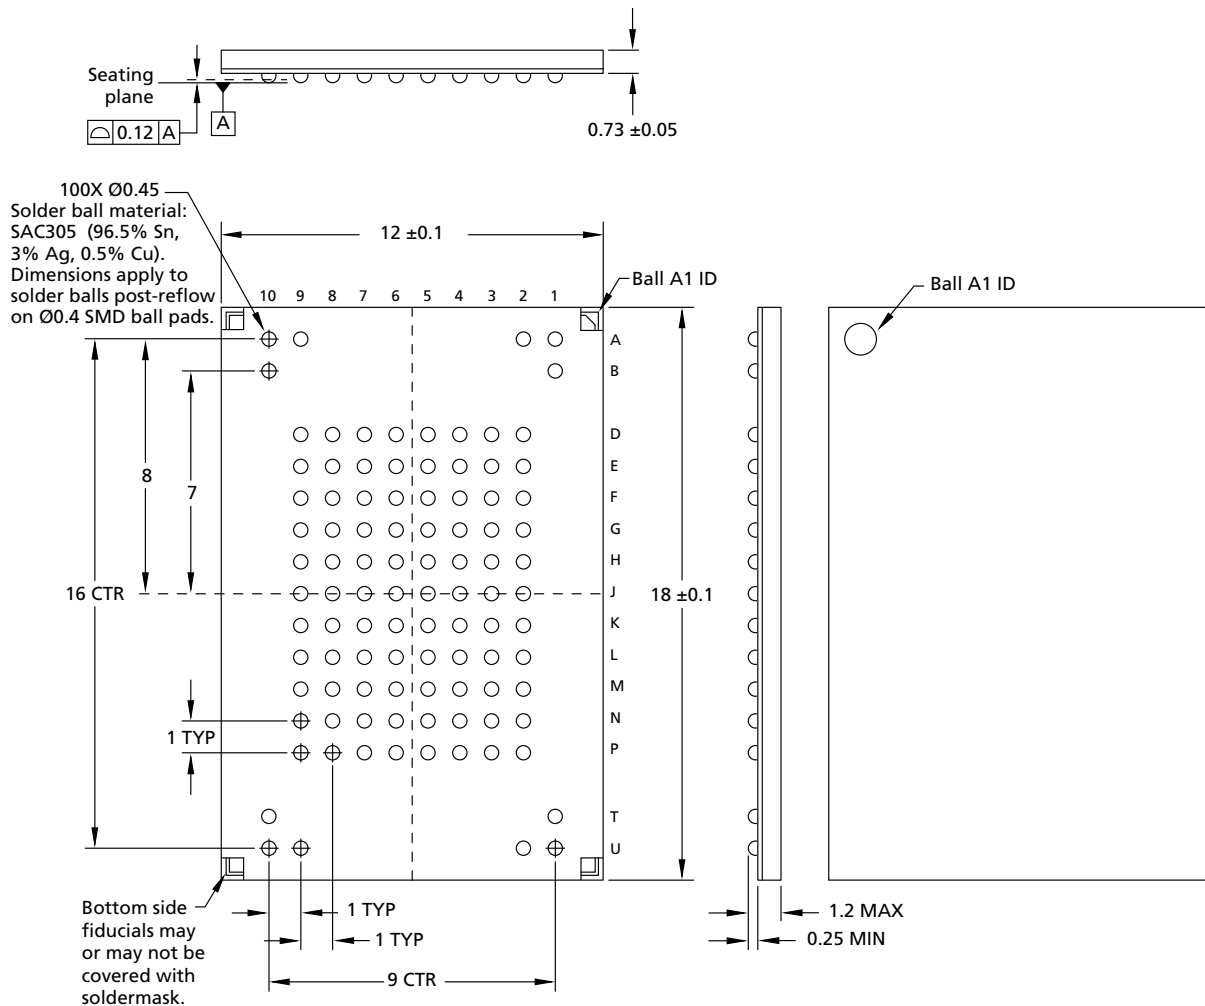 Seating
plane
⌓ 0.12 A
A
0.73 ±0.05
100X Ø0.45
Solder ball material:
SAC305 (96.5% Sn,
3% Ag, 0.5% Cu).
Dimensions apply to
solder balls post-reflow
on Ø0.4 SMD ball pads.
12 ±0.1
Ball A1 ID
Ball A1 ID
10 9 8 7 6 5 4 3 2 1
A
B
D
E
F
G
H
J
K
L
M
N
P
T
U
8
7
16 CTR
18 ±0.1
1 TYP
Bottom side
fiducials may
or may not be
covered with
soldermask.
1 TYP
1 TYP
9 CTR
1.2 MAX
0.25 MIN